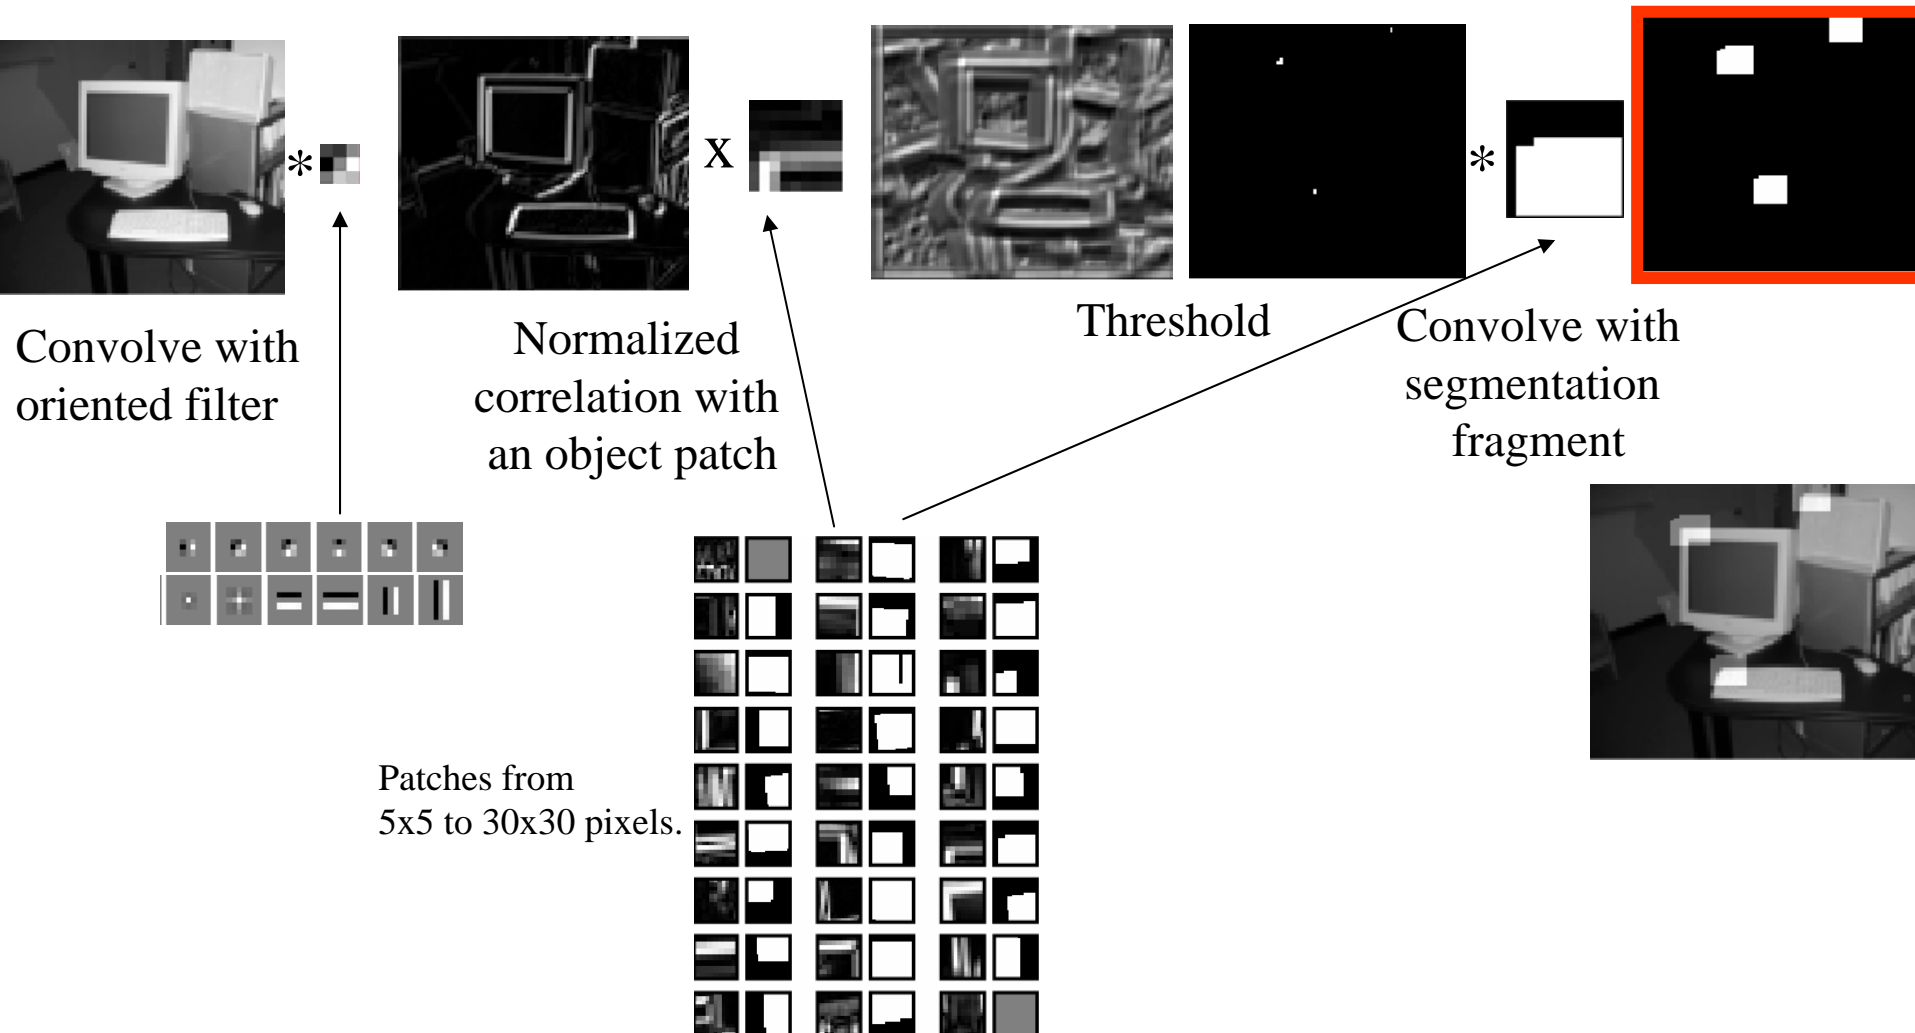 *
x
*
Convolve with
oriented filter
Normalized
correlation with
an object patch
Threshold
Convolve with
segmentation
fragment
Patches from
5x5 to 30x30 pixels.